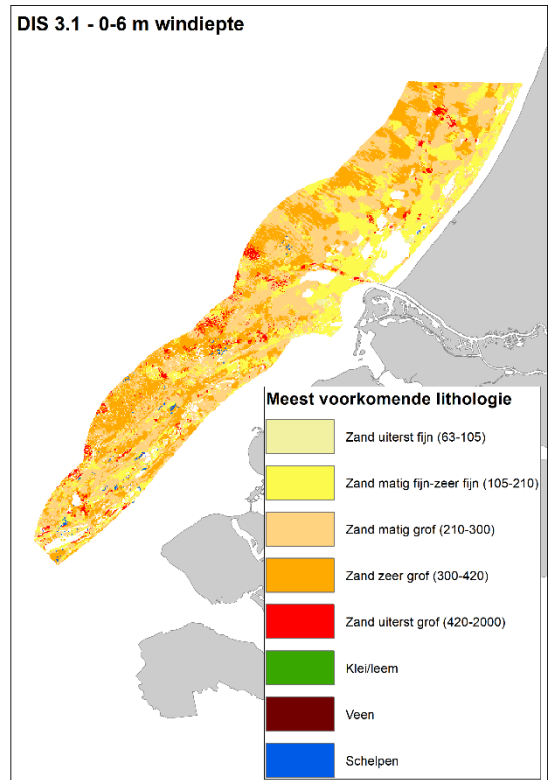 DIS 3.1 - 0-6 m windiepte
Meest voorkomende lithologie
Zand uiterst fijn (63-105)
Zand matig fijn-zeer fijn (105-210)
Zand matig grof (210-300)
Zand zeer grof (300-420)
Zand uiterst grof (420-2000)
Klei/leem
Veen
Schelpen